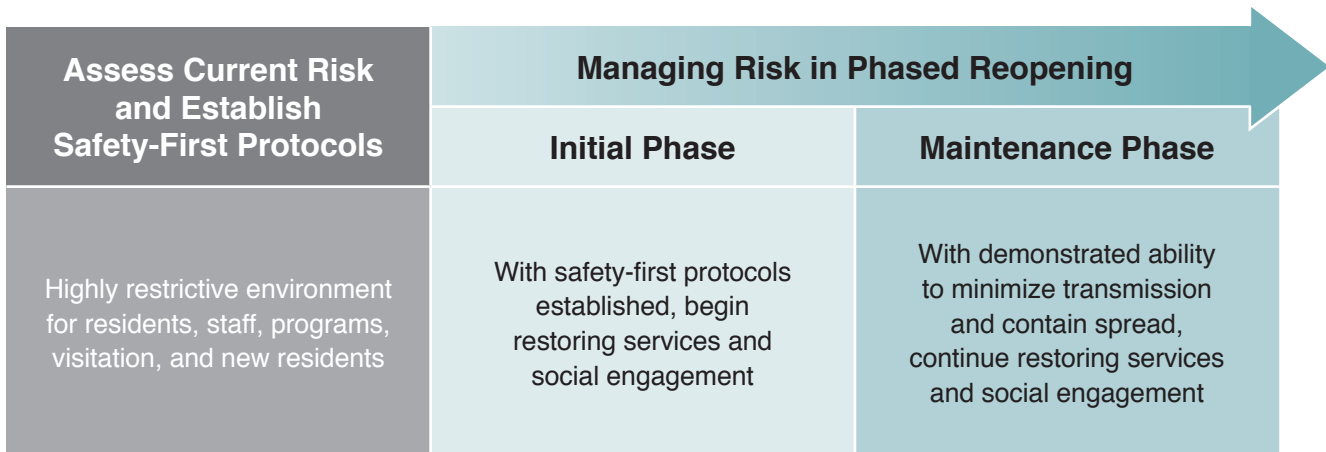 Assess Current Risk
and Establish
Safety-First Protocols
Managing Risk in Phased Reopening
Initial Phase
Maintenance Phase
Highly restrictive environment
for residents, staff, programs,
visitation, and new residents
With safety-first protocols
established, begin
restoring services and
social engagement
With demonstrated ability
to minimize transmission
and contain spread,
continue restoring services
and social engagement